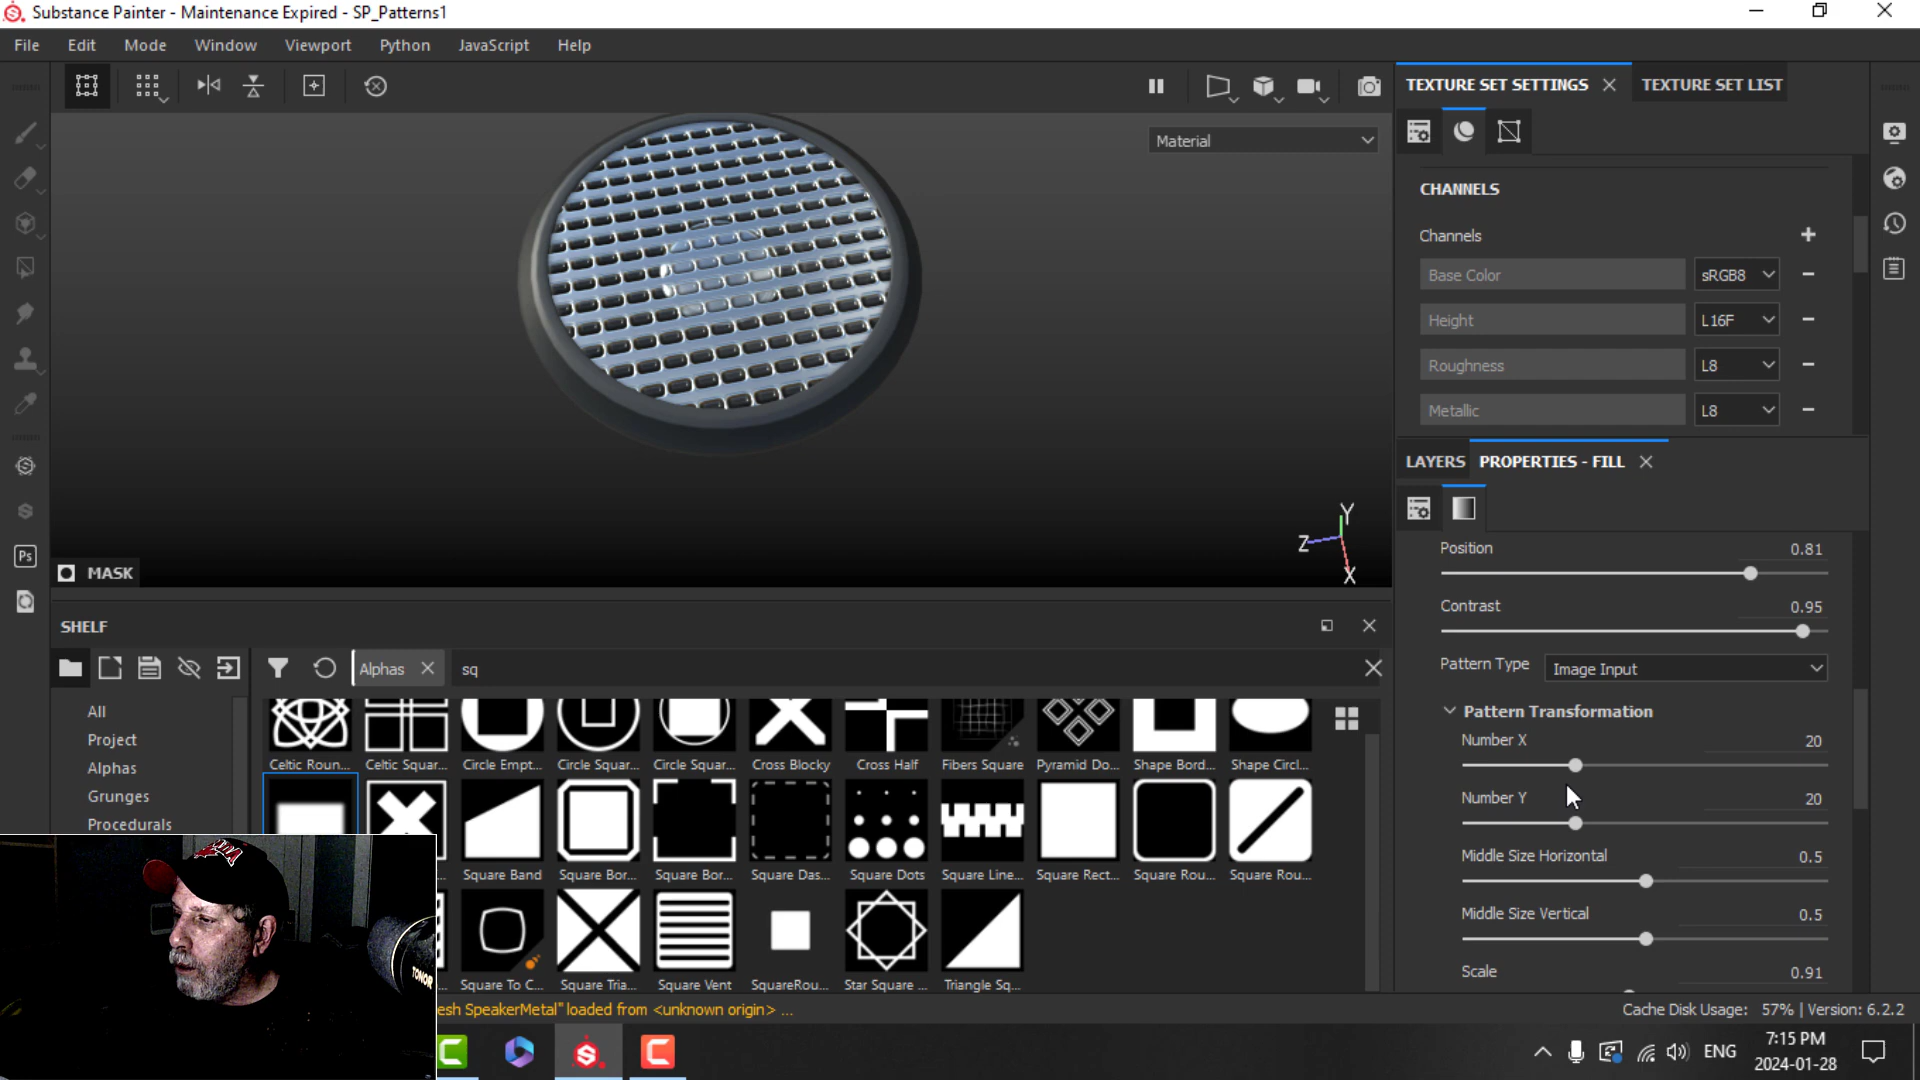 Substance Painter - Maintenance Expired - SP_Patterns1
File Edit Mode Window Viewport Python JavaScript Help
TEXTURE SET SETTINGS TEXTURE SET LIST
Material
CHANNELS
Channels
Base Color sRGB8
Height L16F
Roughness L8
Metallic L8
LAYERS PROPERTIES - FILL
Position 0.81
Contrast 0.95
Pattern Type Image Input
Pattern Transformation
Number X 20
Number Y 20
Middle Size Horizontal 0.5
Middle Size Vertical 0.5
Scale 0.91
Y
Z
X
Ps
MASK
SHELF
Alphas sq
All
Project
Alphas
Grunges
Procedurals
Celtic Roun... Celtic Squar... Circle Empt... Circle Squar... Circle Squar... Cross Blocky Cross Half Fibers Square Pyramid Do... Shape Bord... Shape Circl...
Square Band Square Bor... Square Bor... Square Das... Square Dots Square Line... Square Rect... Square Rou... Square Rou...
Square To C... Square Tria... Square Vent SquareRou... Star Square ... Triangle Sq...
esh SpeakerMetal" loaded from <unknown origin> ...
Cache Disk Usage: 57% | Version: 6.2.2
TONOR
ENG
7:15 PM
2024-01-28